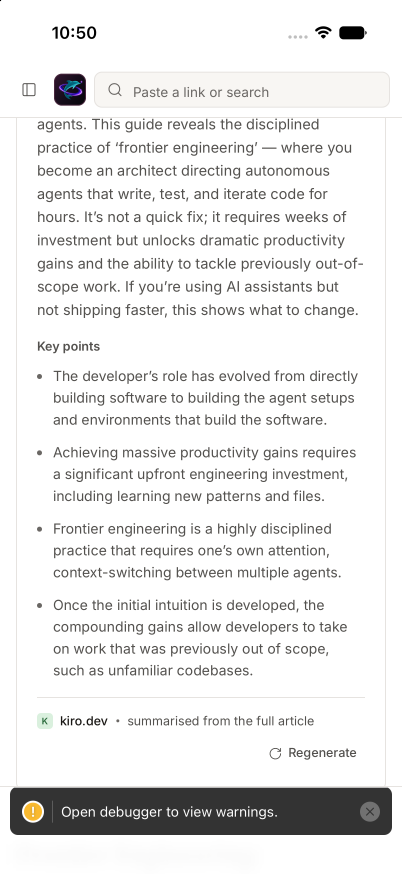 10:50
Paste a link or search
agents. This guide reveals the disciplined
practice of ‘frontier engineering’ — where you
become an architect directing autonomous
agents that write, test, and iterate code for
hours. It’s not a quick fix; it requires weeks of
investment but unlocks dramatic productivity
gains and the ability to tackle previously out-of-
scope work. If you’re using AI assistants but
not shipping faster, this shows what to change.
Key points
• The developer’s role has evolved from directly
building software to building the agent setups
and environments that build the software.
• Achieving massive productivity gains requires
a significant upfront engineering investment,
including learning new patterns and files.
• Frontier engineering is a highly disciplined
practice that requires one’s own attention,
context-switching between multiple agents.
• Once the initial intuition is developed, the
compounding gains allow developers to take
on work that was previously out of scope,
such as unfamiliar codebases.
K kiro.dev • summarised from the full article
Regenerate
! Open debugger to view warnings.